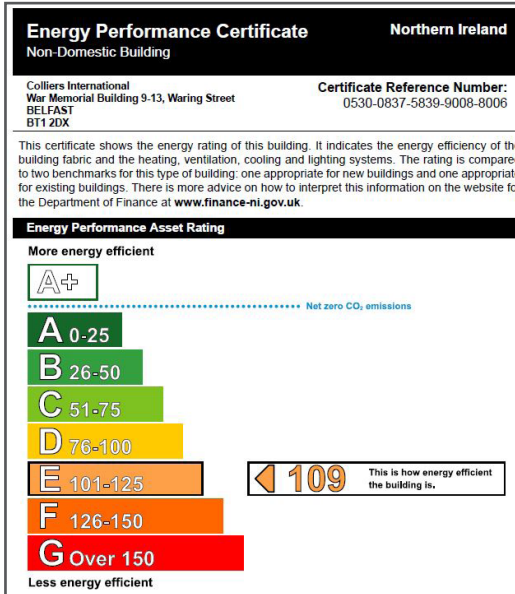 Energy Performance Certificate
Northern Ireland
Non-Domestic Building
Colliers International
War Memorial Building 9-13, Waring Street
BELFAST
BT1 2DX
Certificate Reference Number:
0530-0837-5839-9008-8006
This certificate shows the energy rating of this building. It indicates the energy efficiency of the
building fabric and the heating, ventilation, cooling and lighting systems. The rating is compare
to two benchmarks for this type of building: one appropriate for new buildings and one appropriate
for existing buildings. There is more advice on how to interpret this information on the website fo
the Department of Finance at www.finance-ni.gov.uk.
Energy Performance Asset Rating
More energy efficient
A+
Net zero CO₂ emissions
A 0-25
B 26-50
C 51-75
D 76-100
E 101-125
109
This is how energy efficient
the building is.
F 126-150
G Over 150
Less energy efficient